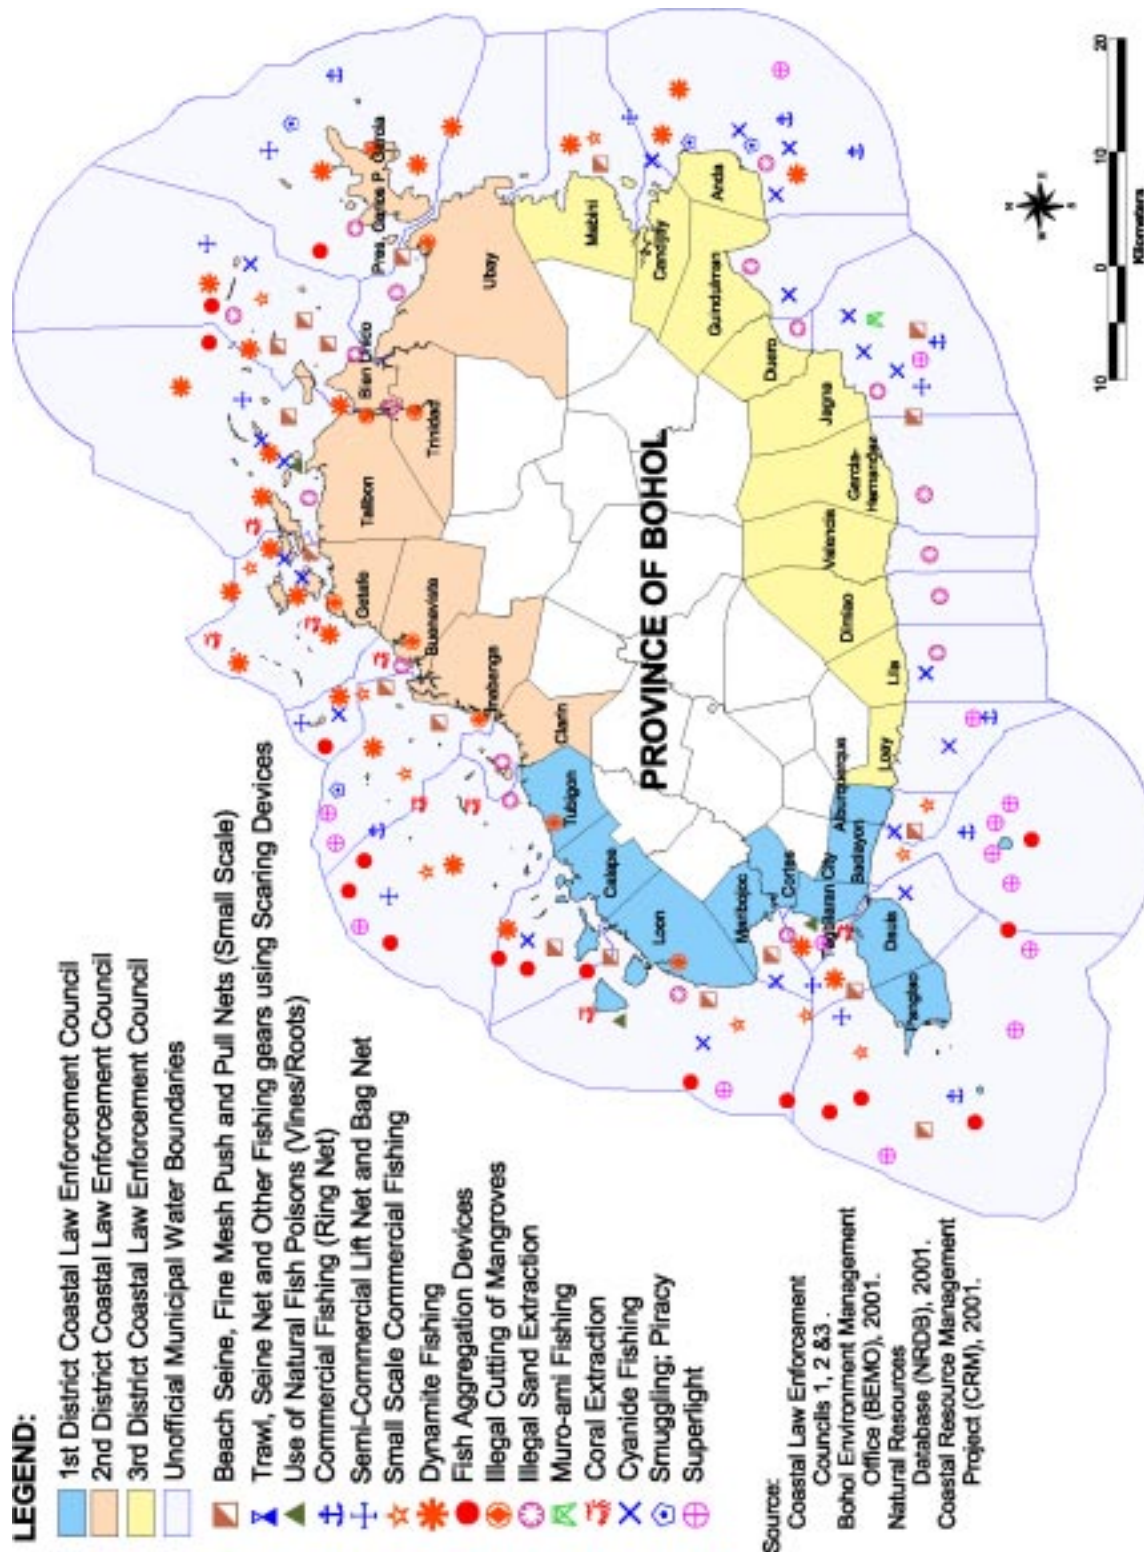 LEGEND:
1st District Coastal Law Enforcement Council
2nd District Coastal Law Enforcement Council
3rd District Coastal Law Enforcement Council
Unofficial Municipal Water Boundaries
Beach Seine, Fine Mesh Push and Pull Nets (Small Scale)
Trawl, Seine Net and Other Fishing gears using Scaring Devices
Use of Natural Fish Poisons (Vines/Roots)
Commercial Fishing (Ring Net)
Semi-Commercial Lift Net and Bag Net
Small Scale Commercial Fishing
Dynamite Fishing
Fish Aggregation Devices
Illegal Cutting of Mangroves
Illegal Sand Extraction
Muro-ami Fishing
Coral Extraction
Cyanide Fishing
Smuggling; Piracy
Superlight
Source:
Coastal Law Enforcement
Councils 1, 2 &3 .
Bohol Environment Management
Office (BEMO), 2001.
Natural Resources
Database (NRDB), 2001.
Coastal Resource Management
Project (CRM), 2001.
PROVINCE OF BOHOL
Pres. Carlos P. Garcia
Bien Unido
Ubay
Trinidad
Talibon
Getafe
Buenavista
Inabanga
Clarin
Tubigon
Calape
Loon
Maribojoc
Cortes
Tagbilaran City
Dauis
Panglao
Baclayon
Alburquerque
Loay
Lila
Dimiao
Valencia
Garcia-
Hernandez
Jagna
Duero
Guindulman
Candijay
Anda
Mabini
N
E
S
W
10 0 10 20
Kilometers